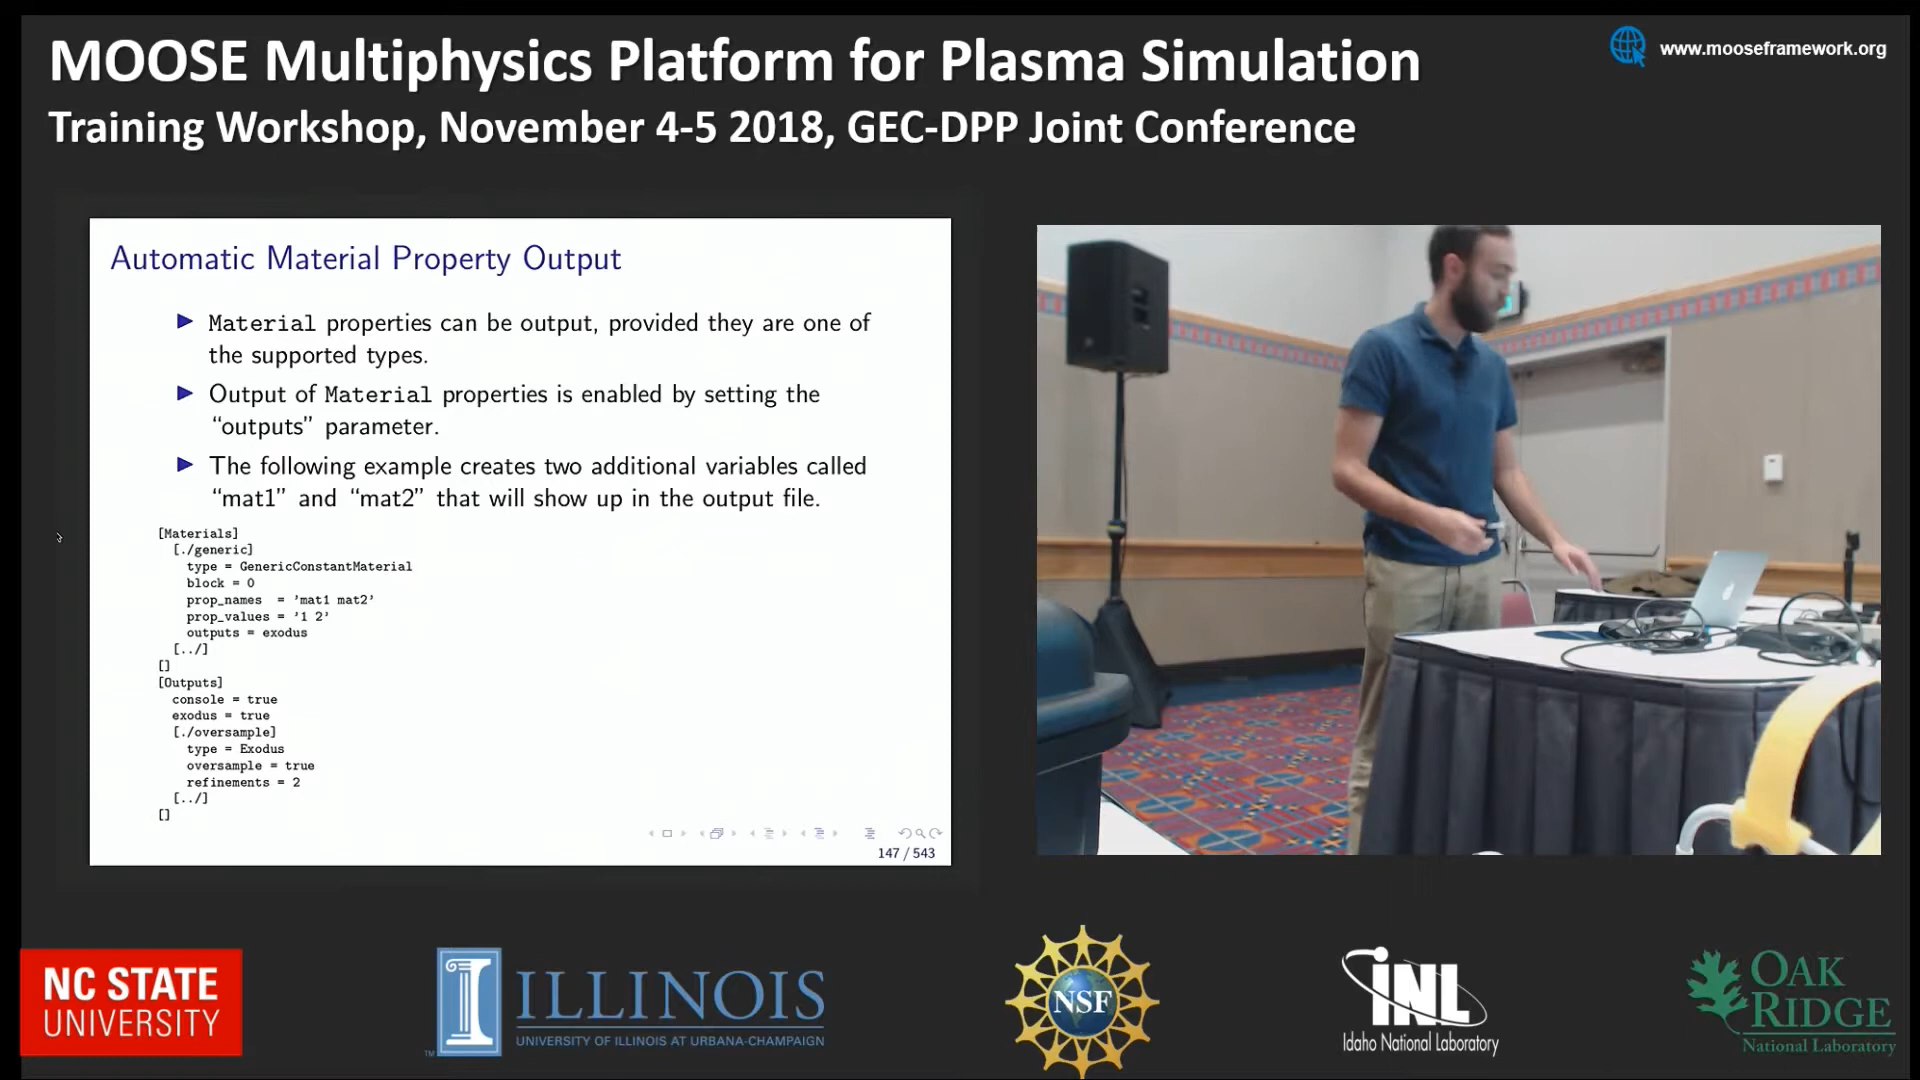 MOOSE Multiphysics Platform for Plasma Simulation
www.mooseframework.org
Training Workshop, November 4-5 2018, GEC-DPP Joint Conference
Automatic Material Property Output
Material properties can be output, provided they are one of
the supported types.
Output of Material properties is enabled by setting the
“outputs” parameter.
The following example creates two additional variables called
“mat1” and “mat2” that will show up in the output file.
[Materials]
[./generic]
type = GenericConstantMaterial
block = 0
prop_names = ’mat1 mat2’
prop_values = ’1 2’
outputs = exodus
[../]
[]
[Outputs]
console = true
exodus = true
[./oversample]
type = Exodus
oversample = true
refinements = 2
[../]
[]
147 / 543
NC STATE
UNIVERSITY
I ILLINOIS
UNIVERSITY OF ILLINOIS AT URBANA-CHAMPAIGN
TM
NSF
INL
Idaho National Laboratory
OAK
RIDGE
National Laboratory